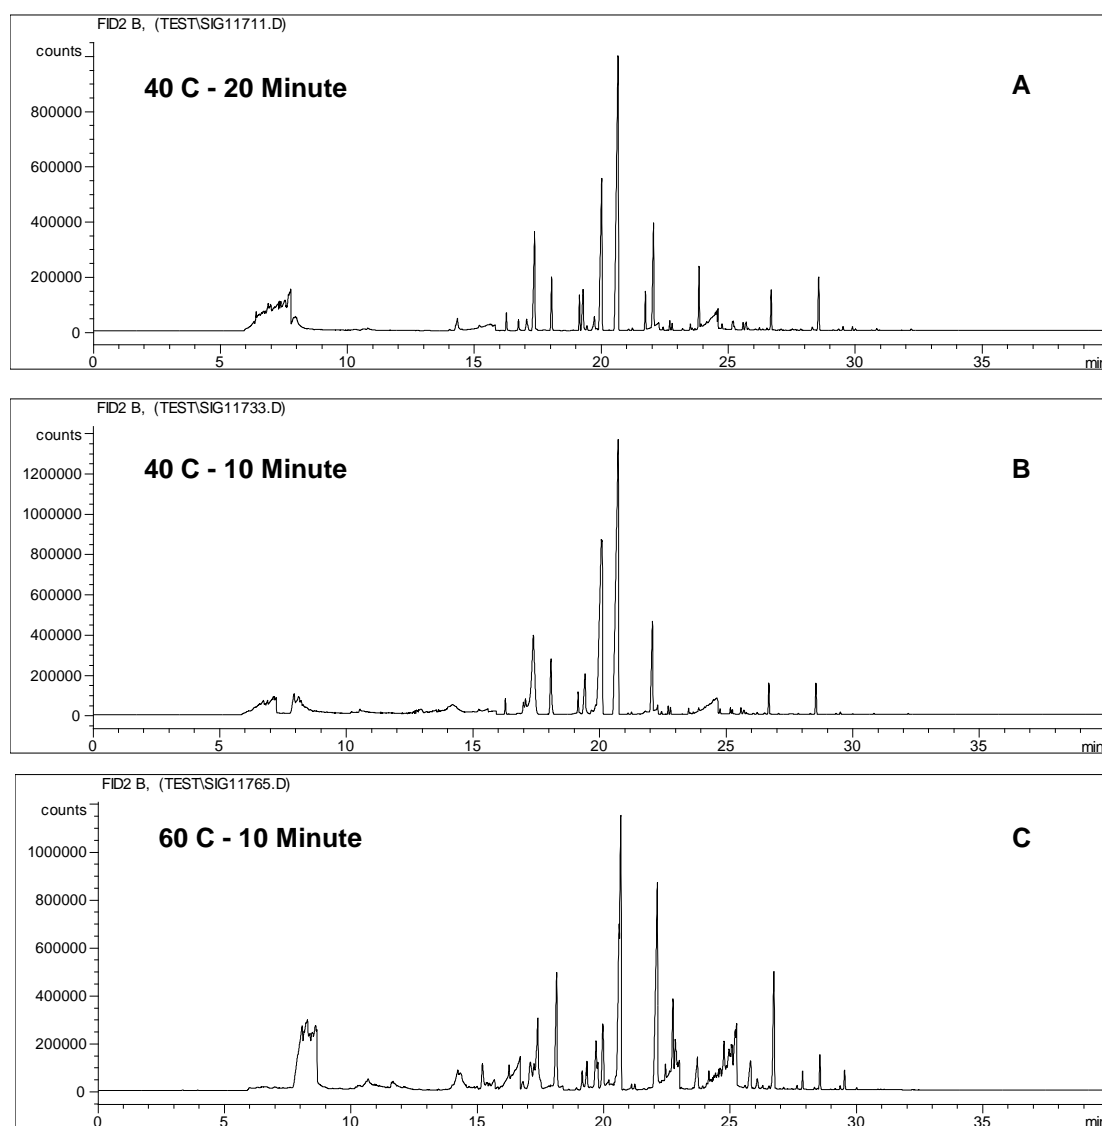 FID2 B, (TEST\SIG11711.D)
counts
40 C - 20 Minute
A
800000
600000
400000
200000
0
0 5 10 15 20 25 30 35 min
FID2 B, (TEST\SIG11733.D)
counts
40 C - 10 Minute
B
1200000
1000000
800000
600000
400000
200000
0
0 5 10 15 20 25 30 35 min
FID2 B, (TEST\SIG11765.D)
counts
60 C - 10 Minute
C
1000000
800000
600000
400000
200000
0
0 5 10 15 20 25 30 35 min